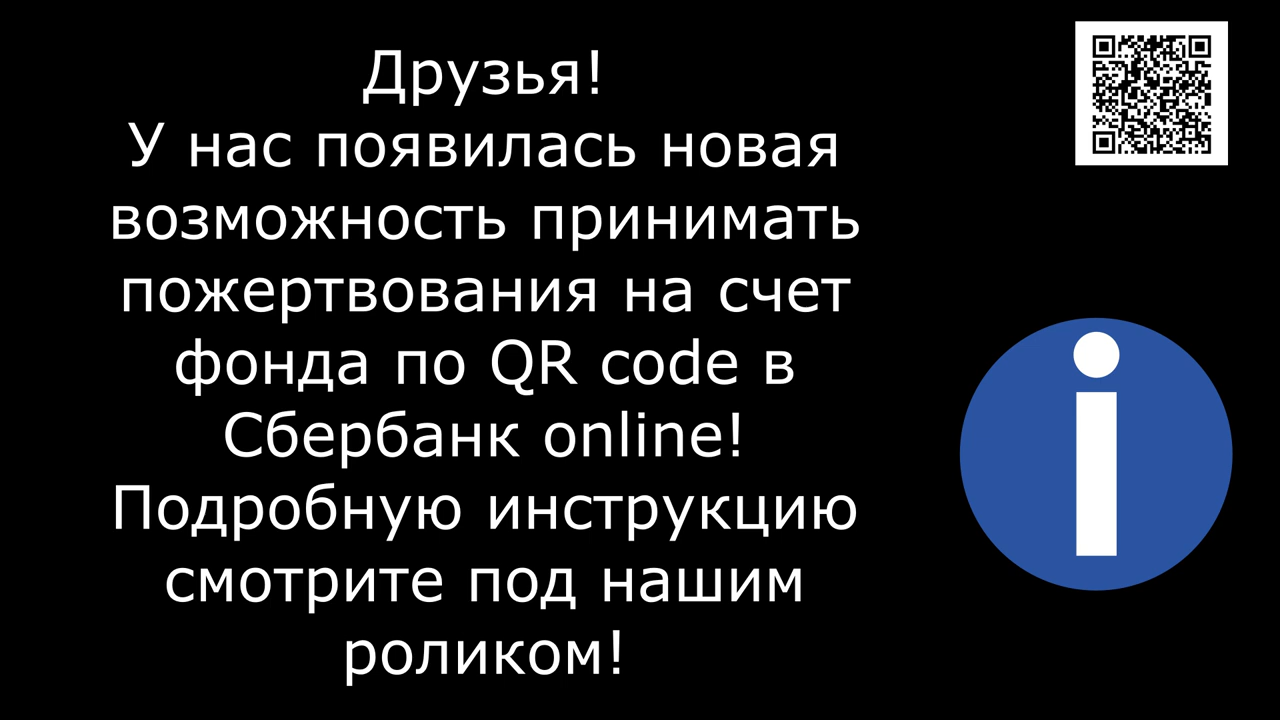 Друзья!
У нас появилась новая
возможность принимать
пожертвования на счет
фонда по QR code в
Сбербанк online!
Подробную инструкцию
смотрите под нашим
роликом!